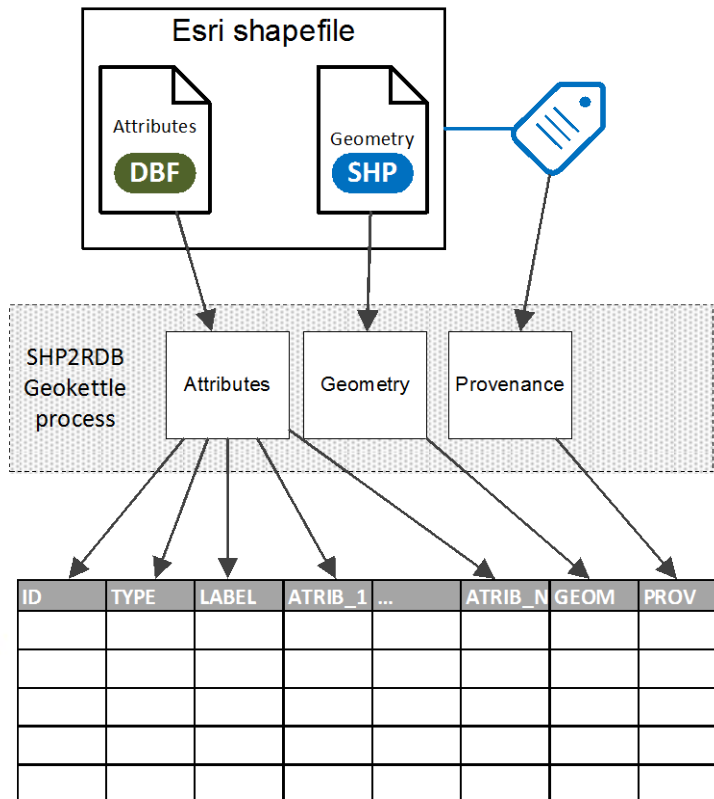 Esri shapefile
Attributes
DBF
Geometry
SHP
SHP2RDB
Geokettle
process
Attributes
Geometry
Provenance
ID TYPE LABEL ATRIB_1 ... ATRIB_N GEOM PROV